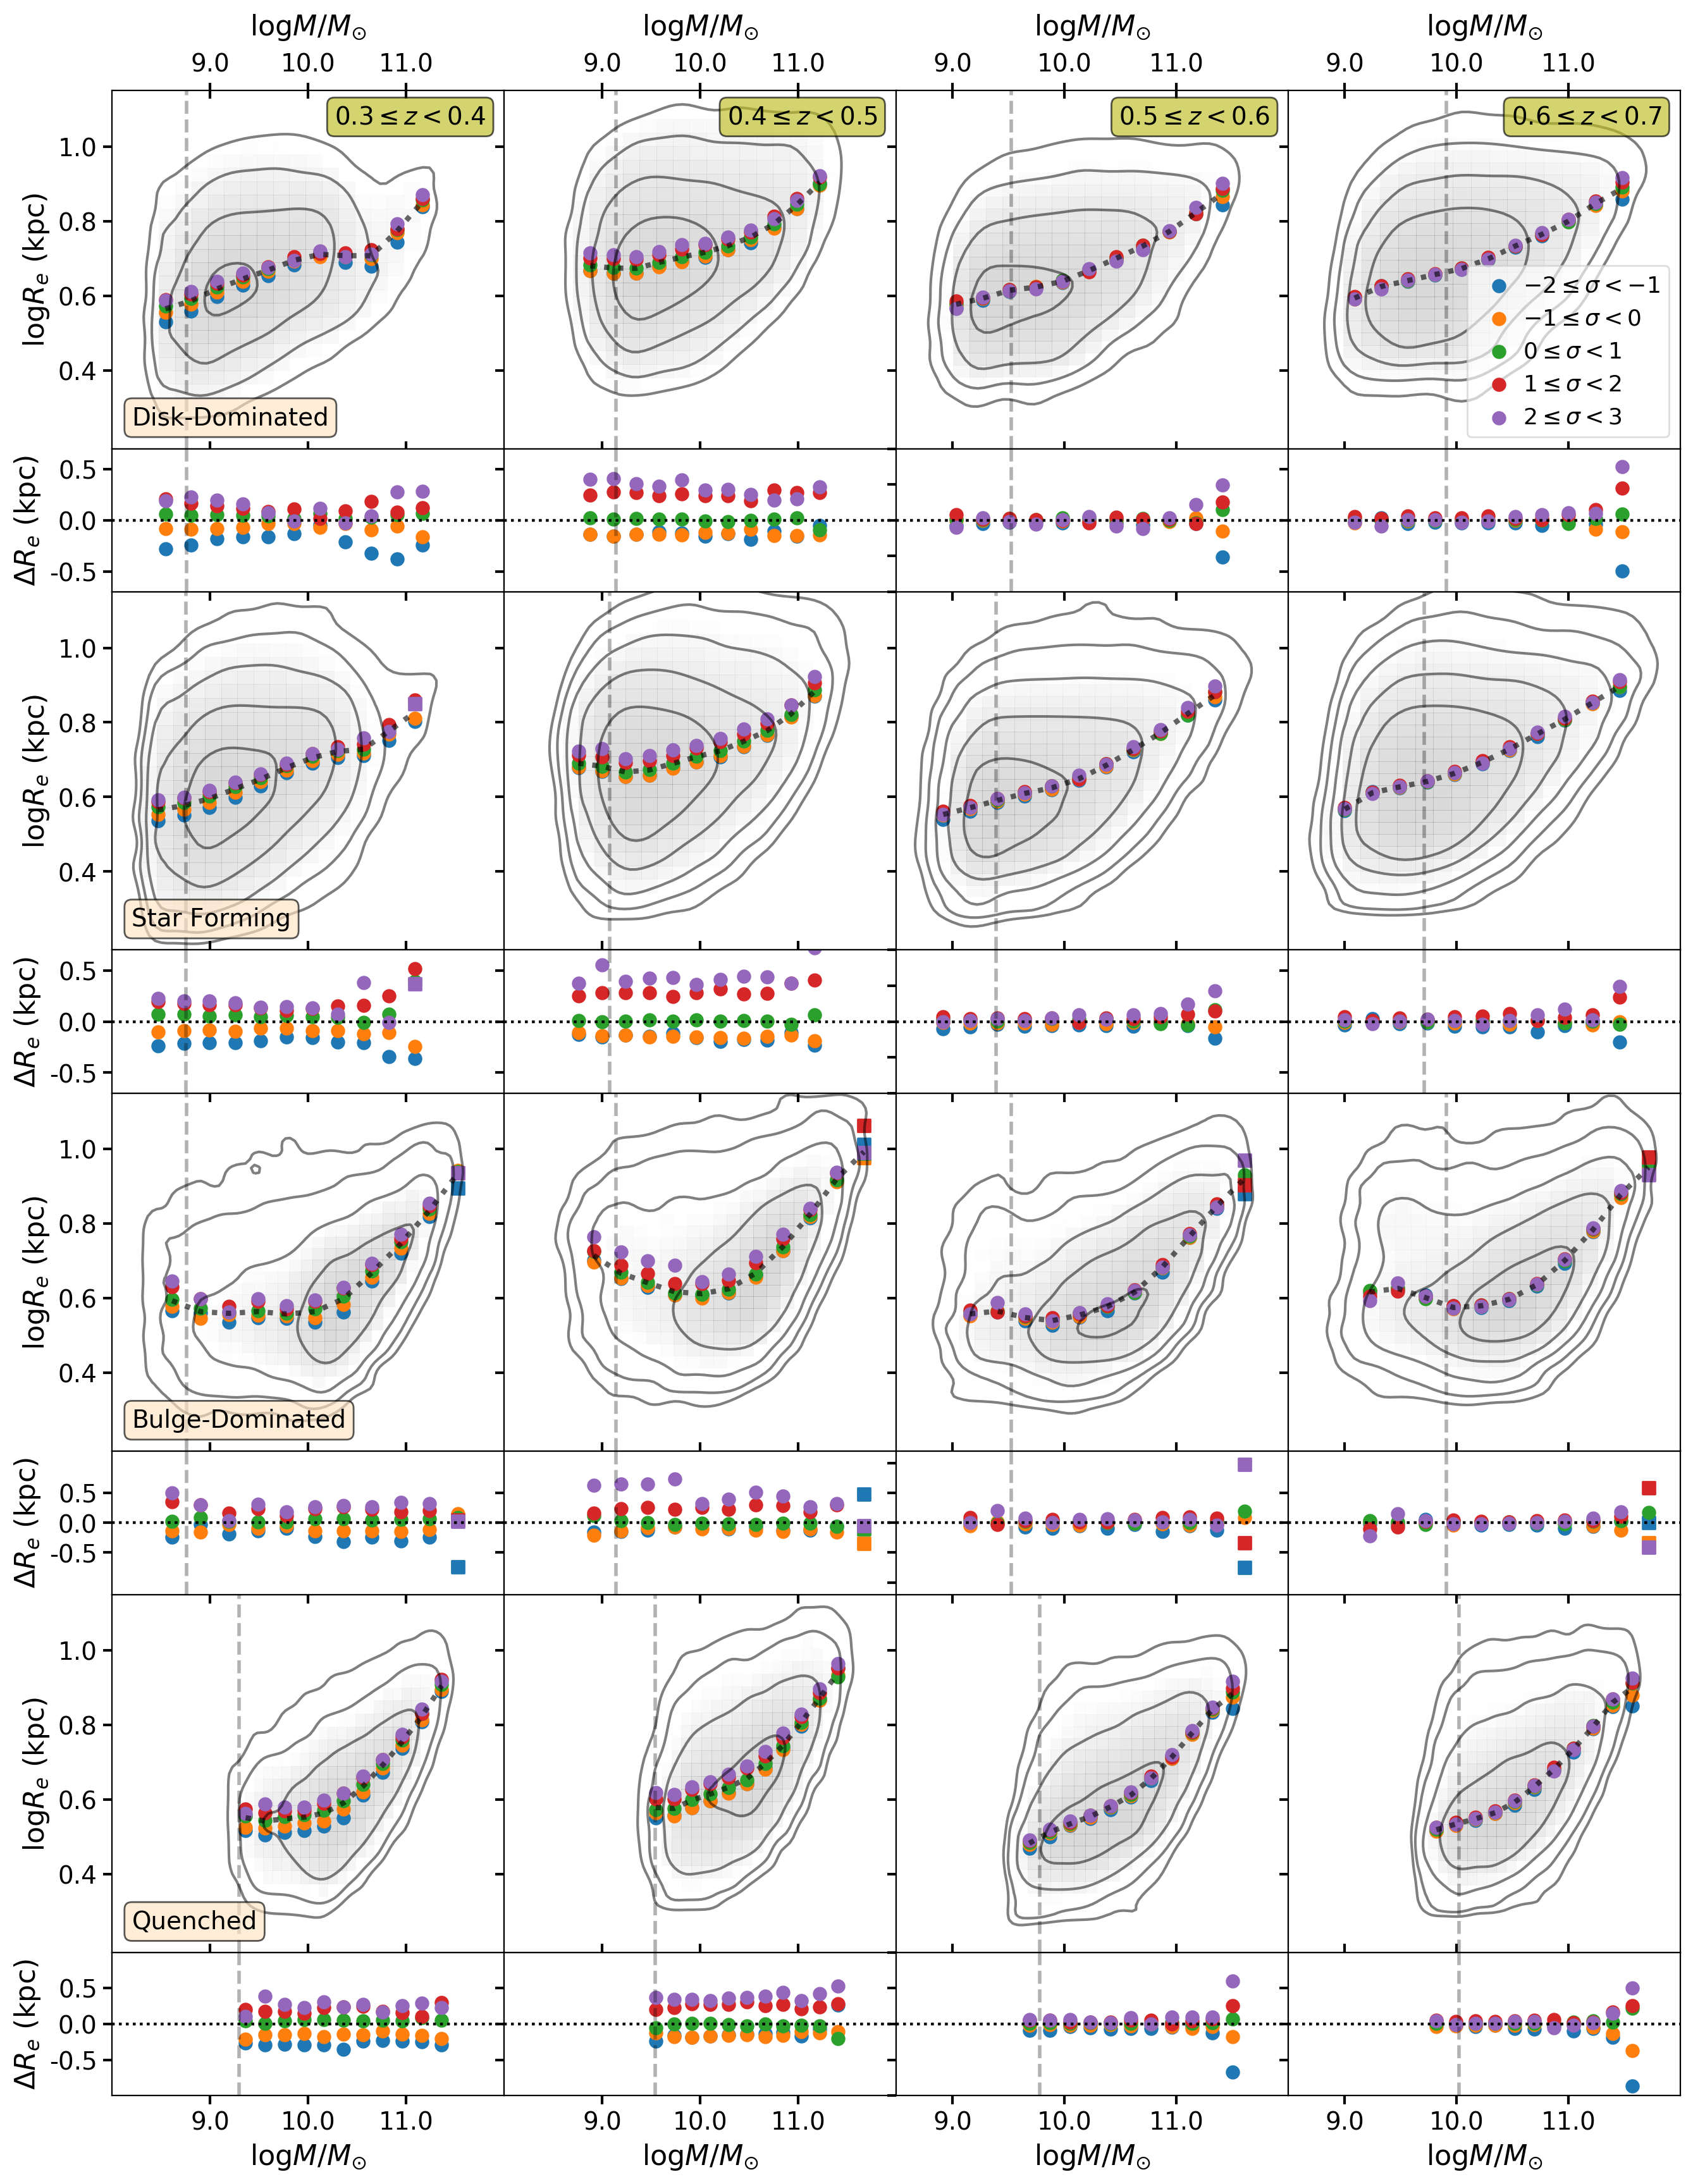 logM/M⊙ logM/M⊙ logM/M⊙ logM/M⊙
9.0 10.0 11.0 9.0 10.0 11.0 9.0 10.0 11.0 9.0 10.0 11.0
0.3 ≤ z < 0.4 0.4 ≤ z < 0.5 0.5 ≤ z < 0.6 0.6 ≤ z < 0.7
logRe (kpc)
1.0
0.8
0.6
0.4
−2 ≤ σ < −1
−1 ≤ σ < 0
0 ≤ σ < 1
1 ≤ σ < 2
2 ≤ σ < 3
Disk-Dominated
ΔRe (kpc)
0.5
0.0
-0.5
logRe (kpc)
1.0
0.8
0.6
0.4
Star Forming
ΔRe (kpc)
0.5
0.0
-0.5
logRe (kpc)
1.0
0.8
0.6
0.4
Bulge-Dominated
ΔRe (kpc)
0.5
0.0
-0.5
logRe (kpc)
1.0
0.8
0.6
0.4
Quenched
ΔRe (kpc)
0.5
0.0
-0.5
9.0 10.0 11.0 9.0 10.0 11.0 9.0 10.0 11.0 9.0 10.0 11.0
logM/M⊙ logM/M⊙ logM/M⊙ logM/M⊙